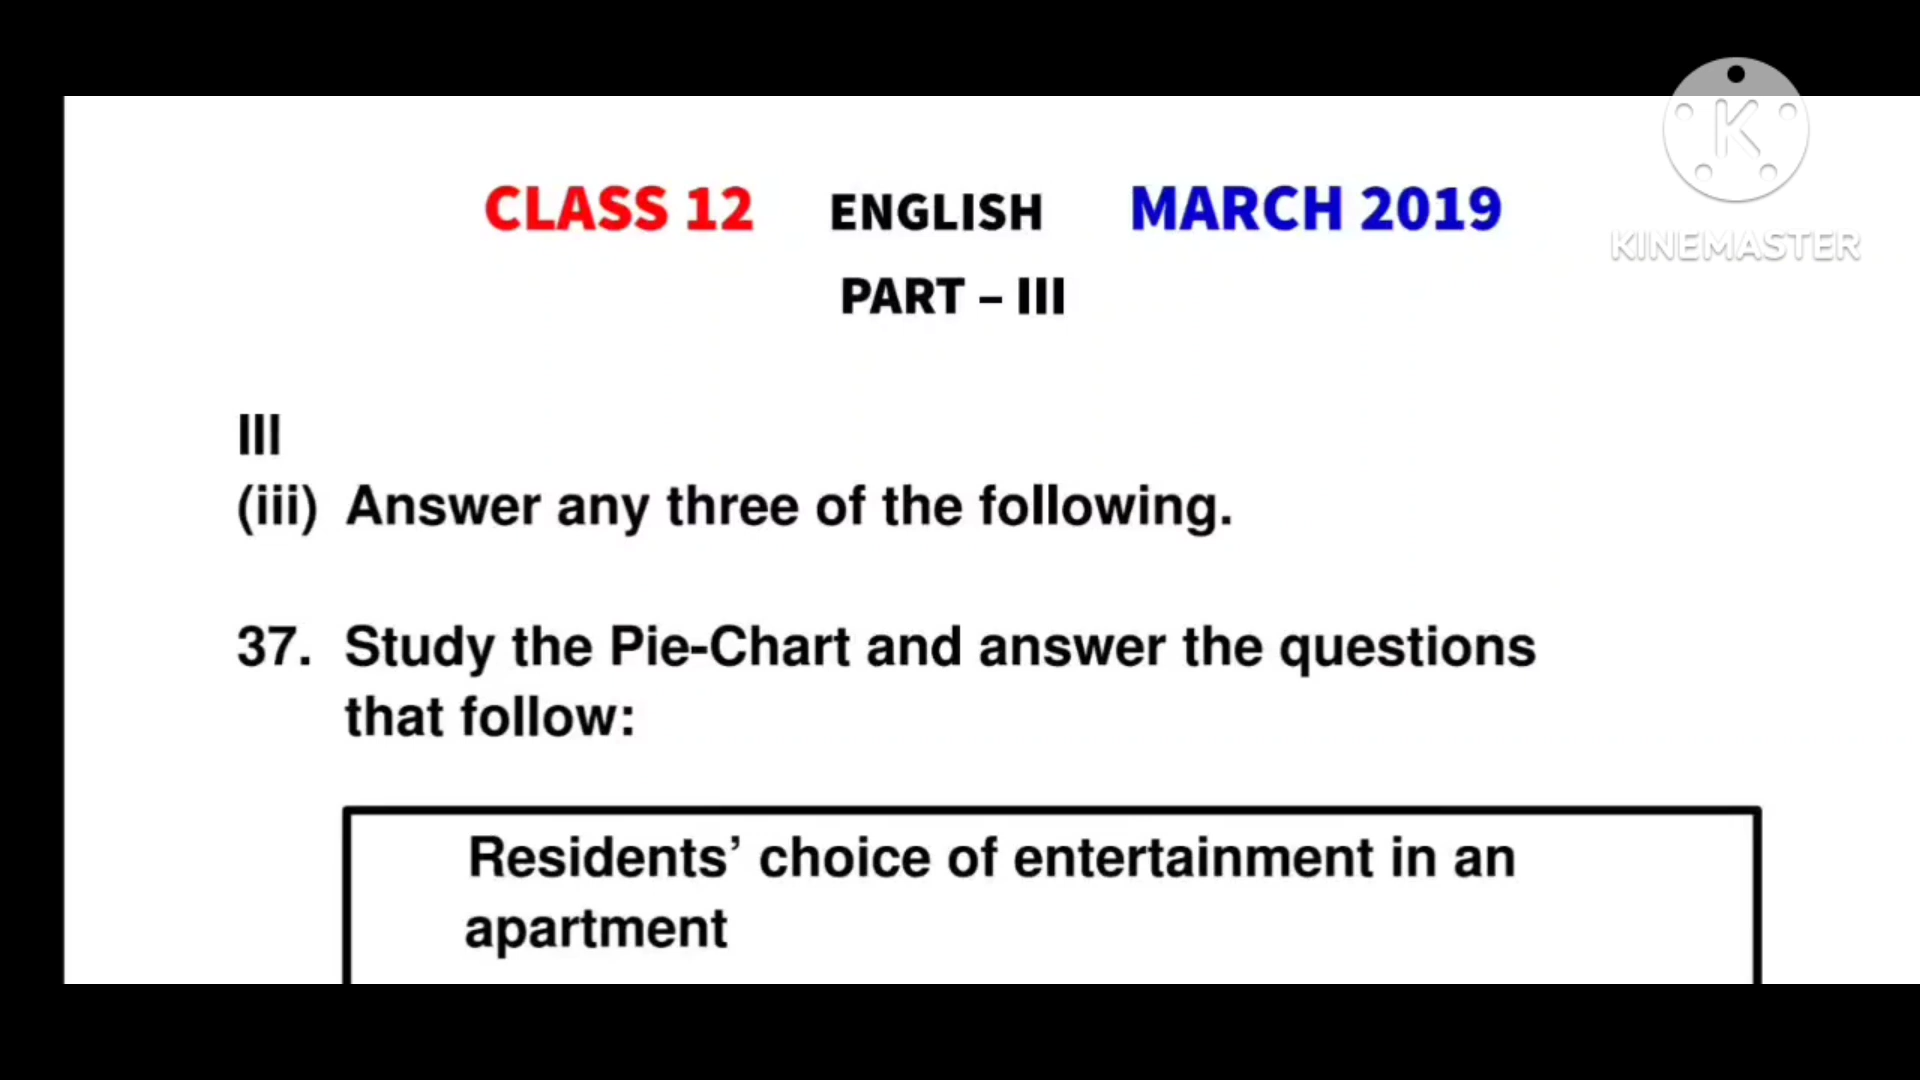 CLASS 12 ENGLISH MARCH 2019
PART – III
K
KINEMASTER
III
(iii) Answer any three of the following.
37. Study the Pie-Chart and answer the questions
that follow:
Residents’ choice of entertainment in an
apartment